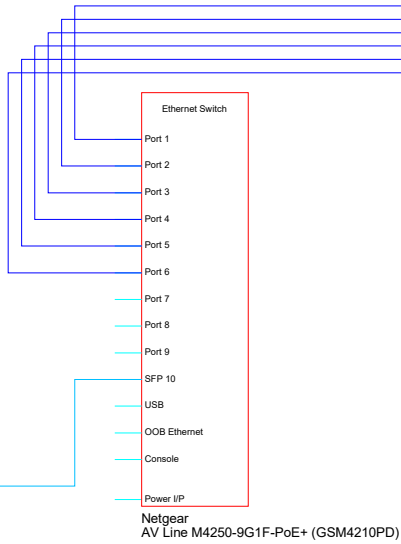 Ethernet Switch
Port 1
Port 2
Port 3
Port 4
Port 5
Port 6
Port 7
Port 8
Port 9
SFP 10
USB
OOB Ethernet
Console
Power I/P
Netgear
AV Line M4250-9G1F-PoE+ (GSM4210PD)